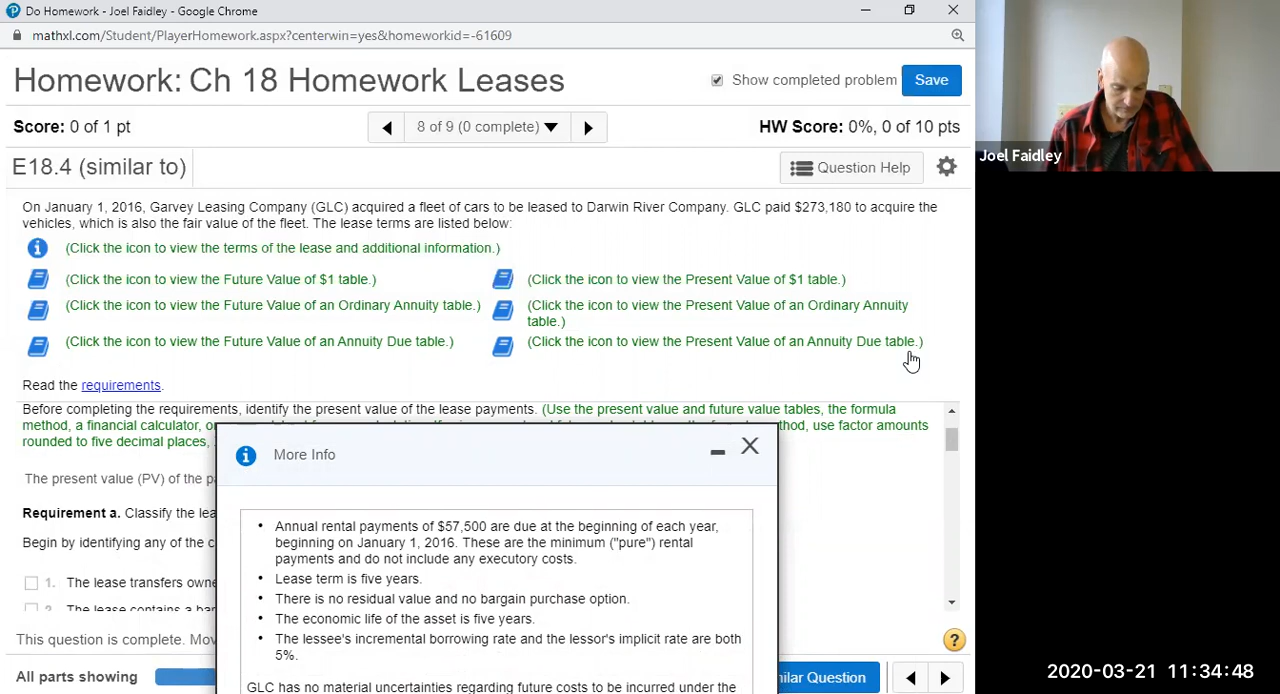 Do Homework - Joel Faidley - Google Chrome
mathxl.com/Student/PlayerHomework.aspx?centerwin=yes&homeworkid=-61609
Homework: Ch 18 Homework Leases
Show completed problem
Save
Score: 0 of 1 pt
8 of 9 (0 complete)
HW Score: 0%, 0 of 10 pts
E18.4 (similar to)
Question Help
Joel Faidley
On January 1, 2016, Garvey Leasing Company (GLC) acquired a fleet of cars to be leased to Darwin River Company. GLC paid $273,180 to acquire the
vehicles, which is also the fair value of the fleet. The lease terms are listed below:
(Click the icon to view the terms of the lease and additional information.)
(Click the icon to view the Future Value of $1 table.)
(Click the icon to view the Present Value of $1 table.)
(Click the icon to view the Future Value of an Ordinary Annuity table.)
(Click the icon to view the Present Value of an Ordinary Annuity
table.)
(Click the icon to view the Future Value of an Annuity Due table.)
(Click the icon to view the Present Value of an Annuity Due table.)
Read the requirements.
Before completing the requirements, identify the present value of the lease payments. (Use the present value and future value tables, the formula
method, a financial calculator, or
method, use factor amounts
rounded to five decimal places,
More Info
The present value (PV) of the pa
Requirement a. Classify the lea
Begin by identifying any of the c
1. The lease transfers owne
2. The lease contains a bar
• Annual rental payments of $57,500 are due at the beginning of each year,
beginning on January 1, 2016. These are the minimum ("pure") rental
payments and do not include any executory costs.
• Lease term is five years.
• There is no residual value and no bargain purchase option.
• The economic life of the asset is five years.
• The lessee's incremental borrowing rate and the lessor's implicit rate are both
5%.
GLC has no material uncertainties regarding future costs to be incurred under the
This question is complete. Mov
?
All parts showing
ilar Question
2020-03-21 11:34:48